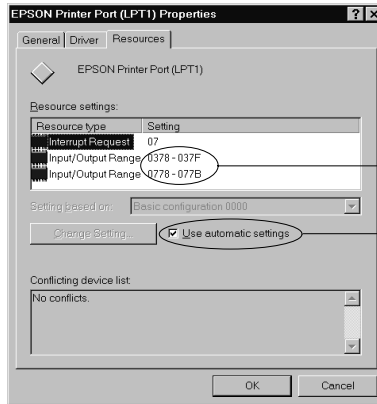 EPSON Printer Port (LPT1) Properties
General Driver Resources
EPSON Printer Port (LPT1)
Resource settings:
Resource type Setting
Interrupt Request 07
Input/Output Range 0378 - 037F
Input/Output Range 0778 - 077B
Setting based on: Basic configuration 0000
Change Setting... Use automatic settings
Conflicting device list:
No conflicts.
OK Cancel